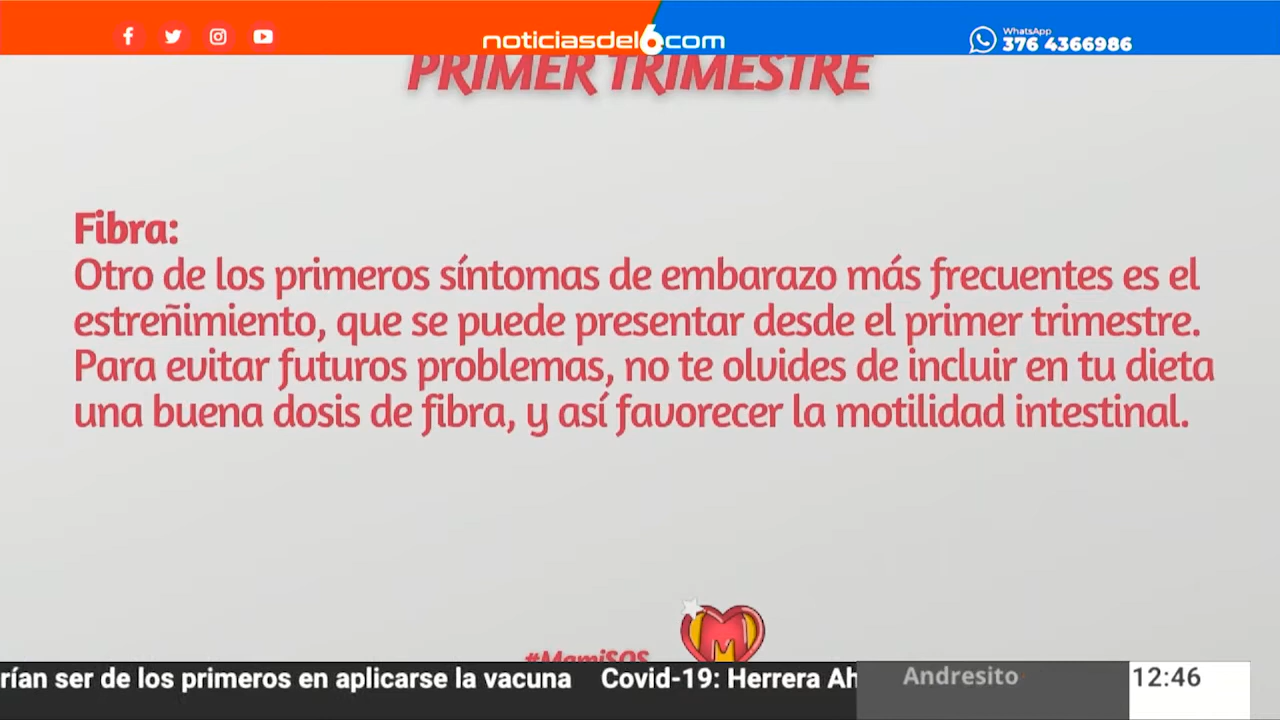 noticiasdel6.com
WhatsApp
376 4366986
PRIMER TRIMESTRE
Fibra:
Otro de los primeros síntomas de embarazo más frecuentes es el
estreñimiento, que se puede presentar desde el primer trimestre.
Para evitar futuros problemas, no te olvides de incluir en tu dieta
una buena dosis de fibra, y así favorecer la motilidad intestinal.
#MamiSOS
M
rían ser de los primeros en aplicarse la vacuna Covid-19: Herrera Ah
Andresito
12:46